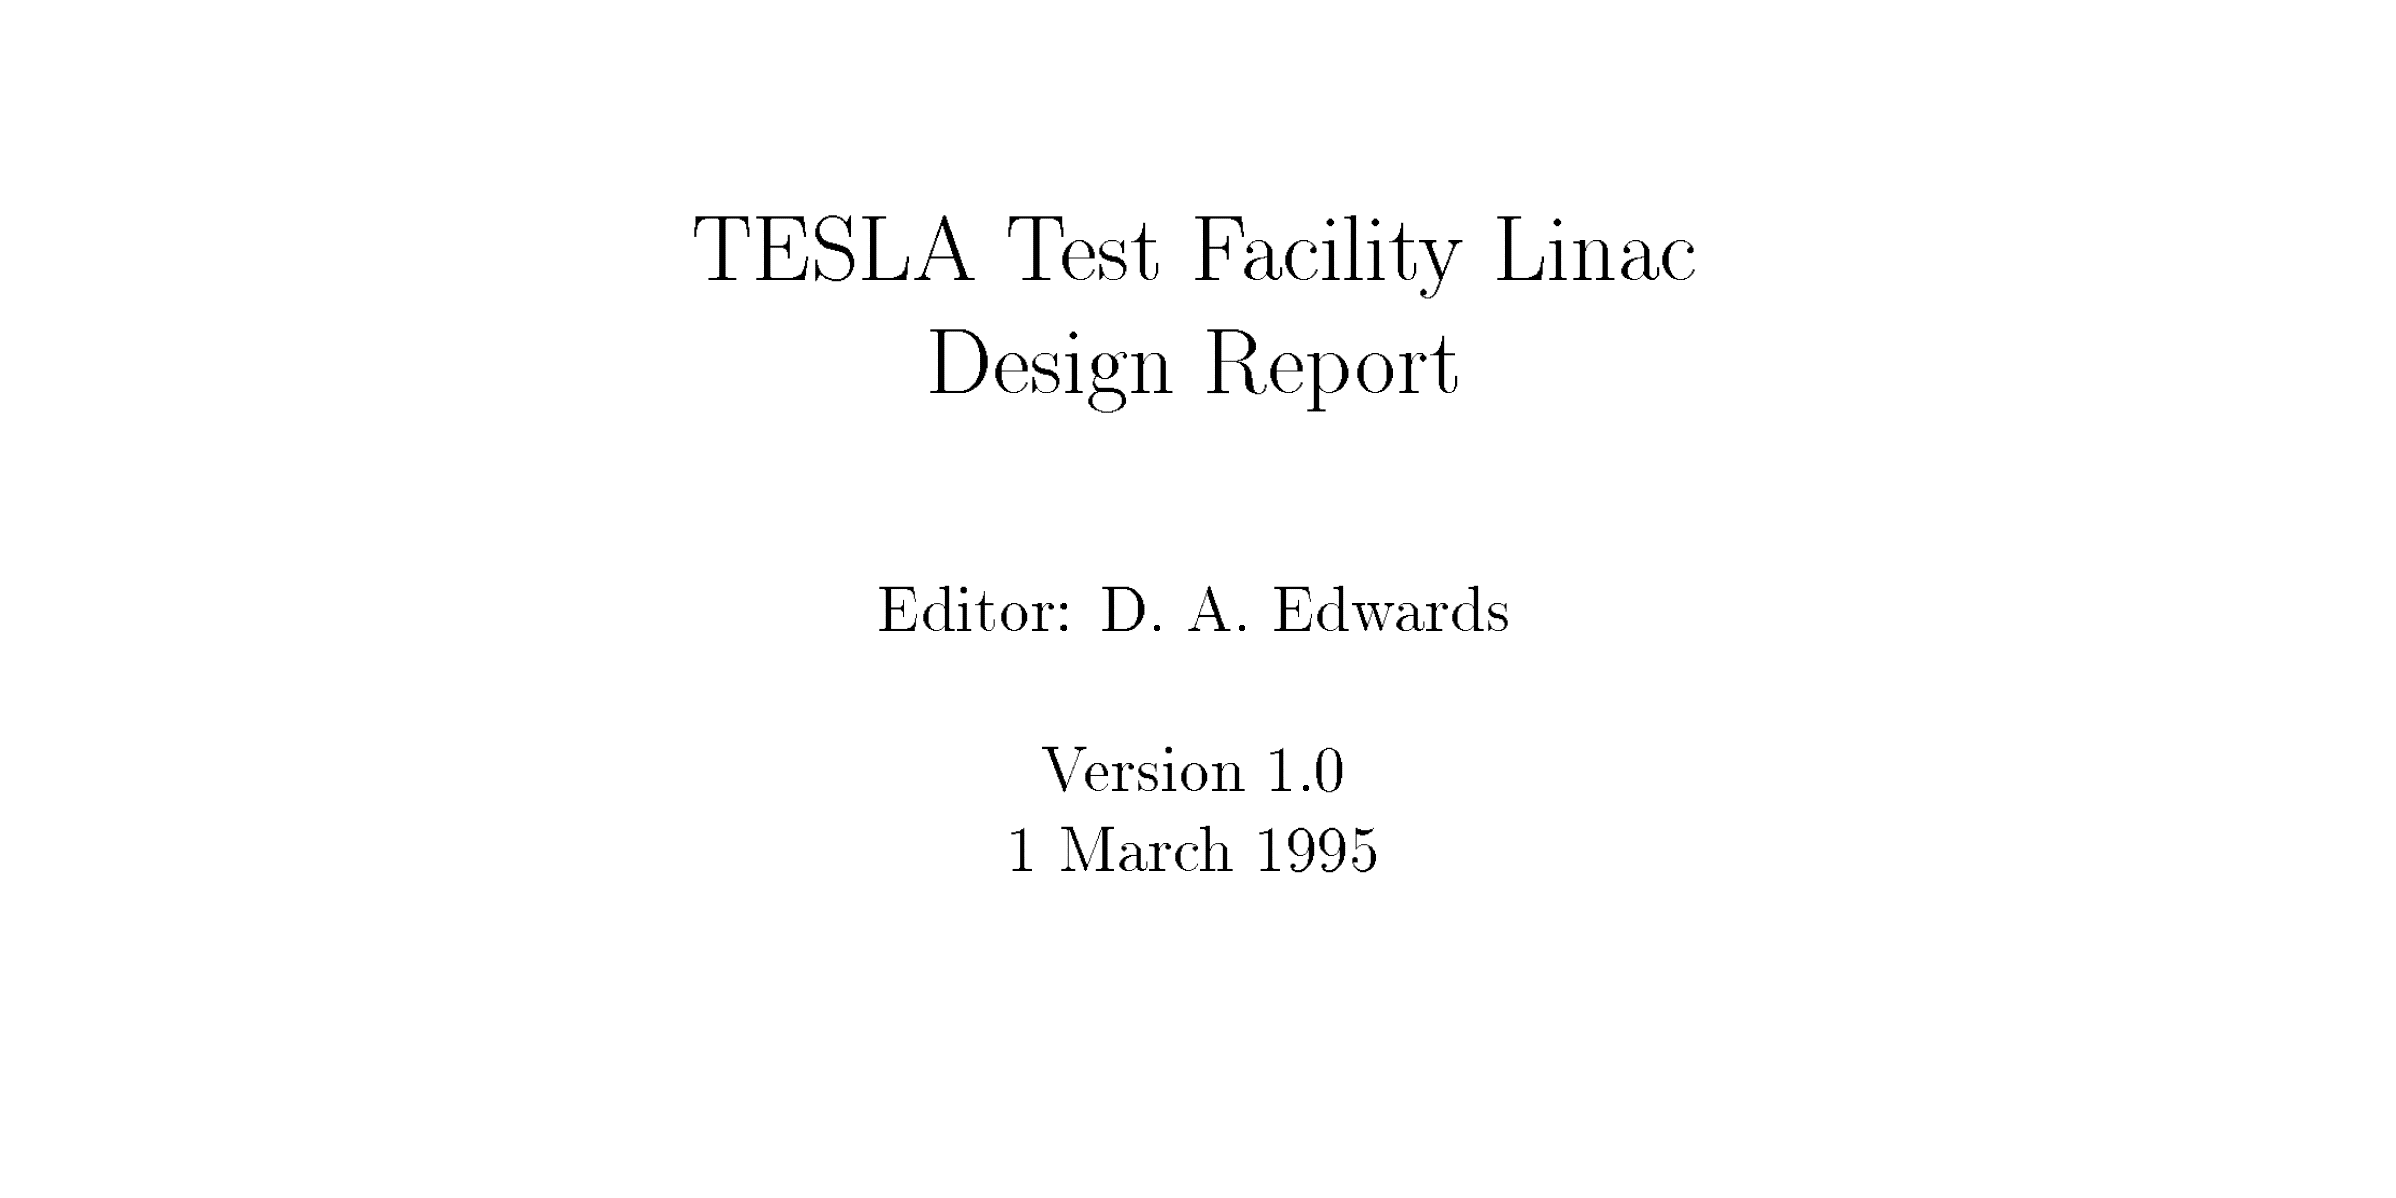 TESLA Test Facility Linac
Design Report
Editor: D. A. Edwards
Version 1.0
1 March 1995